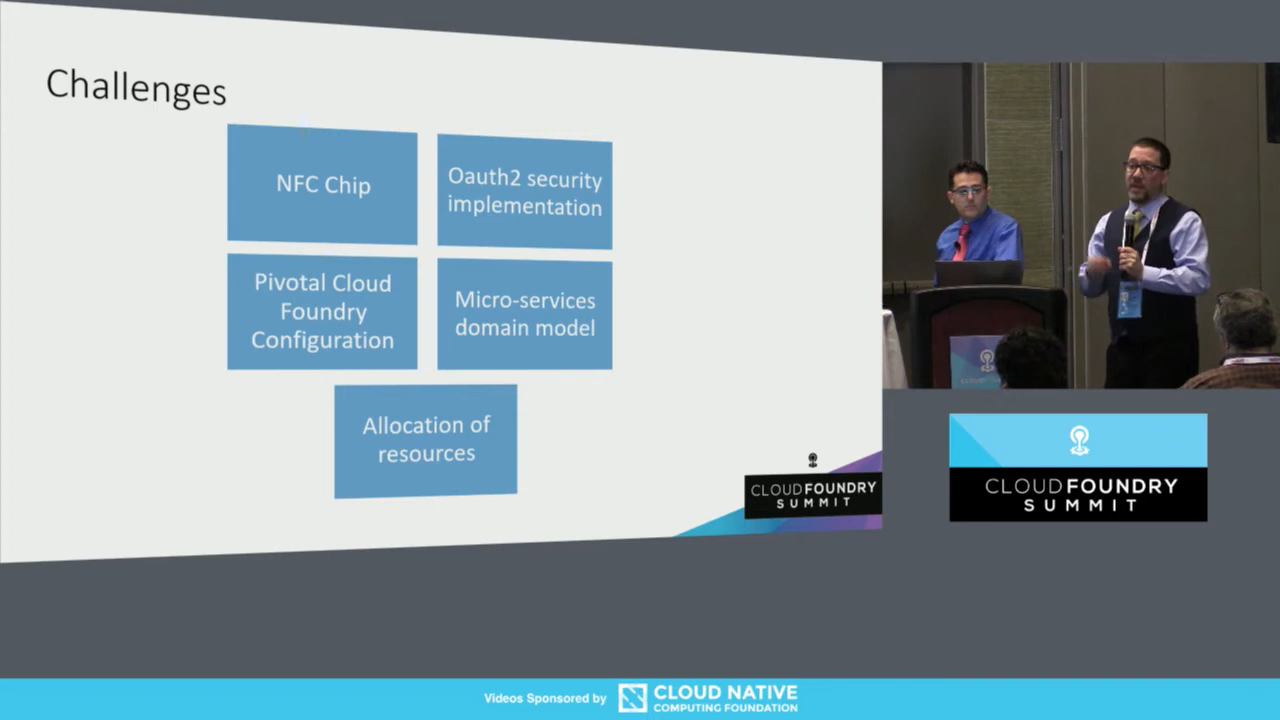 Challenges
NFC Chip
Oauth2 security
implementation
Pivotal Cloud
Foundry
Configuration
Micro-services
domain model
Allocation of
resources
CLOUDFOUNDRY
SUMMIT
CLOUDFOUNDRY
SUMMIT
Videos Sponsored by
CLOUD NATIVE
COMPUTING FOUNDATION